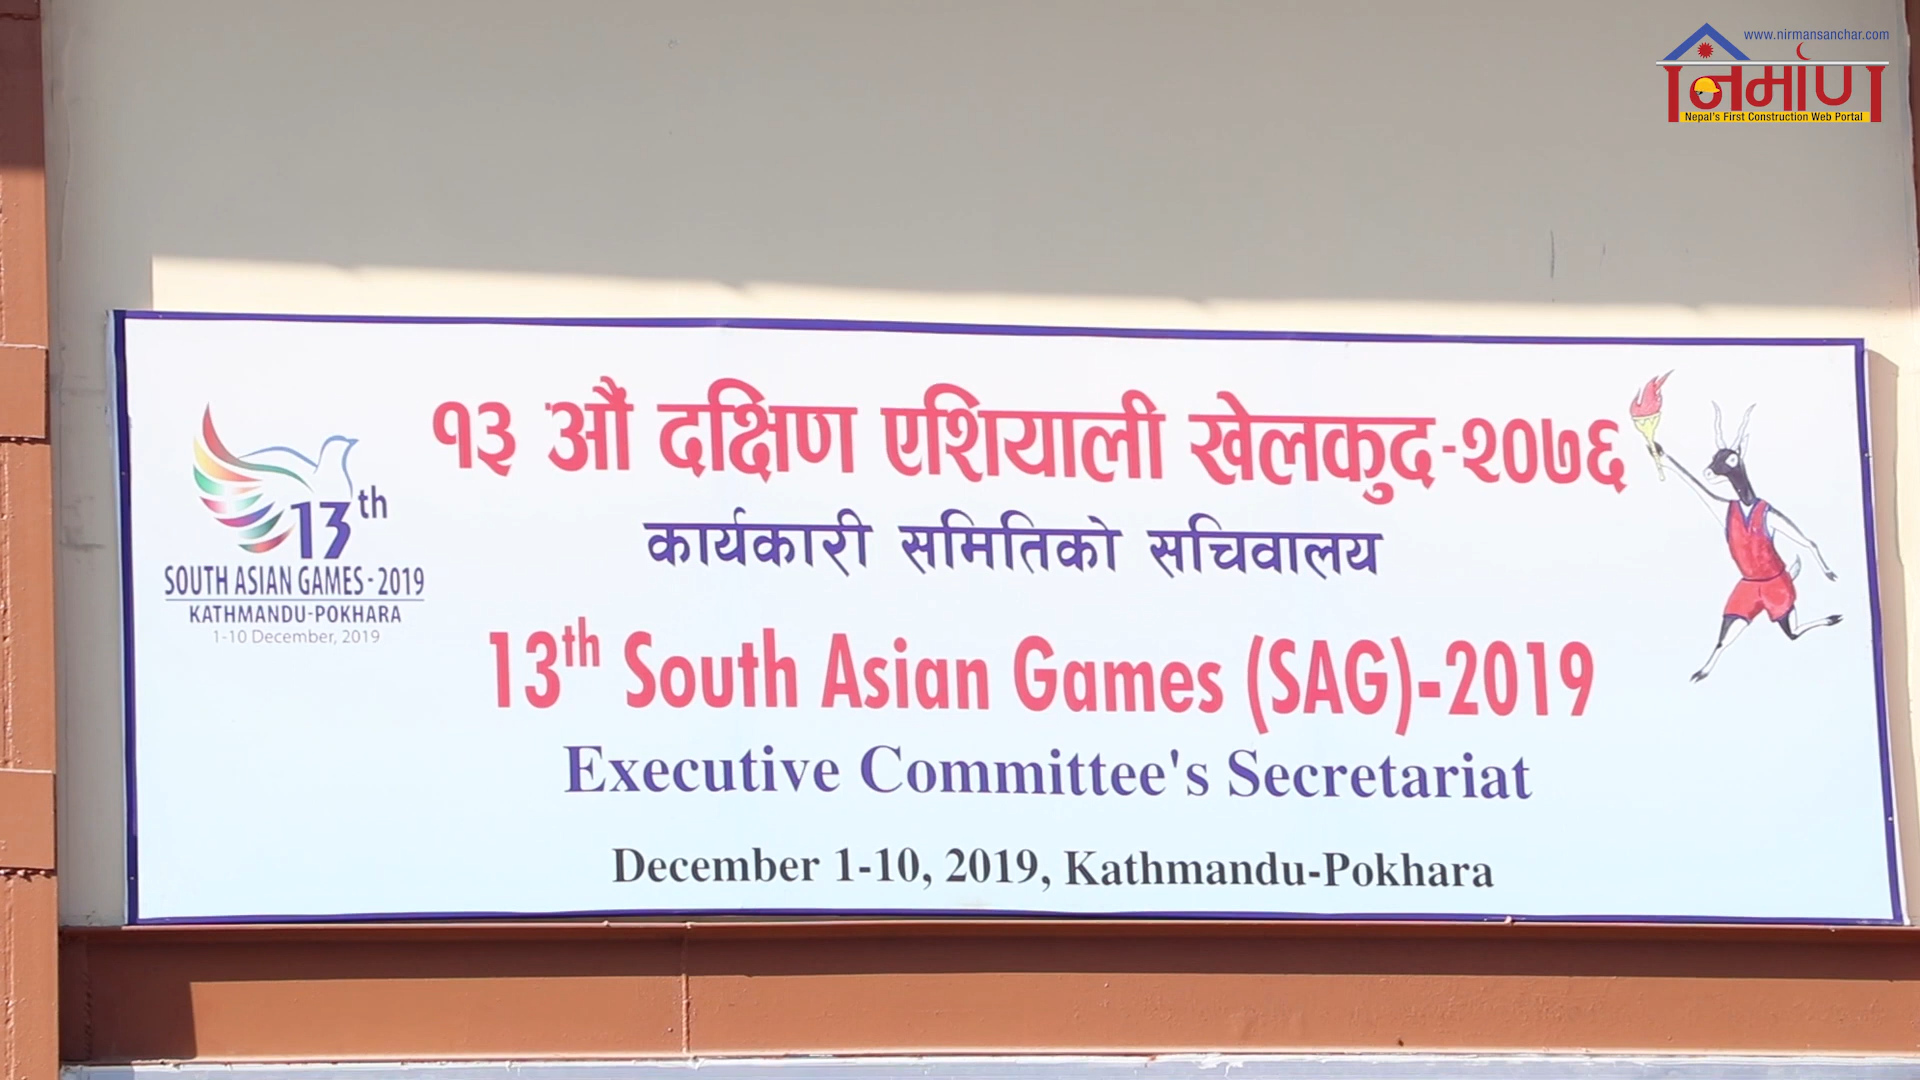 www.nirmansanchar.com
निर्माण
Nepal's First Construction Web Portal
१३ औं दक्षिण एशियाली खेलकुद-२०७६
कार्यकारी समितिको सचिवालय
13th South Asian Games (SAG)-2019
Executive Committee's Secretariat
December 1-10, 2019, Kathmandu-Pokhara
13th
SOUTH ASIAN GAMES - 2019
KATHMANDU-POKHARA
1-10 December, 2019